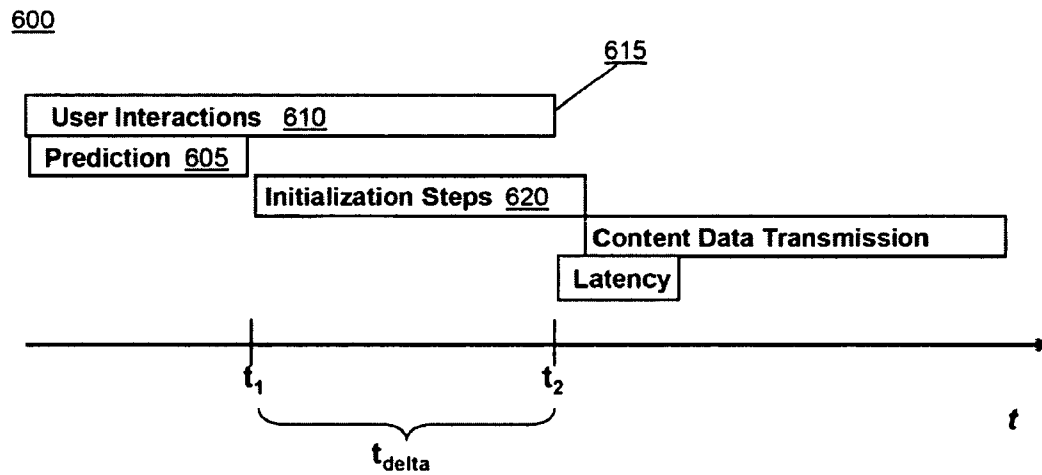 600
615
User Interactions 610
Prediction 605
Initialization Steps 620
Content Data Transmission
Latency
t1
t2
t
tdelta